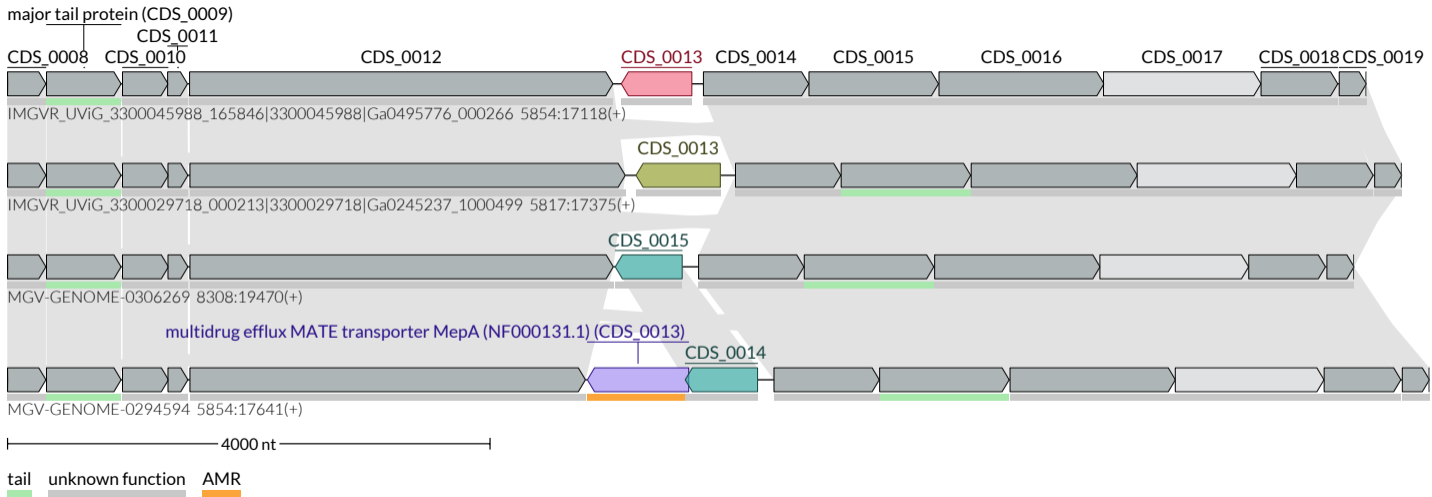 major tail protein (CDS_0009)
CDS_0011
CDS_0008 CDS_0010 CDS_0012 CDS_0013 CDS_0014 CDS_0015 CDS_0016 CDS_0017 CDS_0018 CDS_0019
IMGVR_UViG_3300045988_165846|3300045988|Ga0495776_000266 5854:17118(+)
CDS_0013
IMGVR_UViG_3300029718_000213|3300029718|Ga0245237_1000499 5817:17375(+)
CDS_0015
MGV-GENOME-0306269 8308:19470(+)
multidrug efflux MATE transporter MepA (NF000131.1) (CDS_0013)
CDS_0014
MGV-GENOME-0294594 5854:17641(+)
4000 nt
tail unknown function AMR